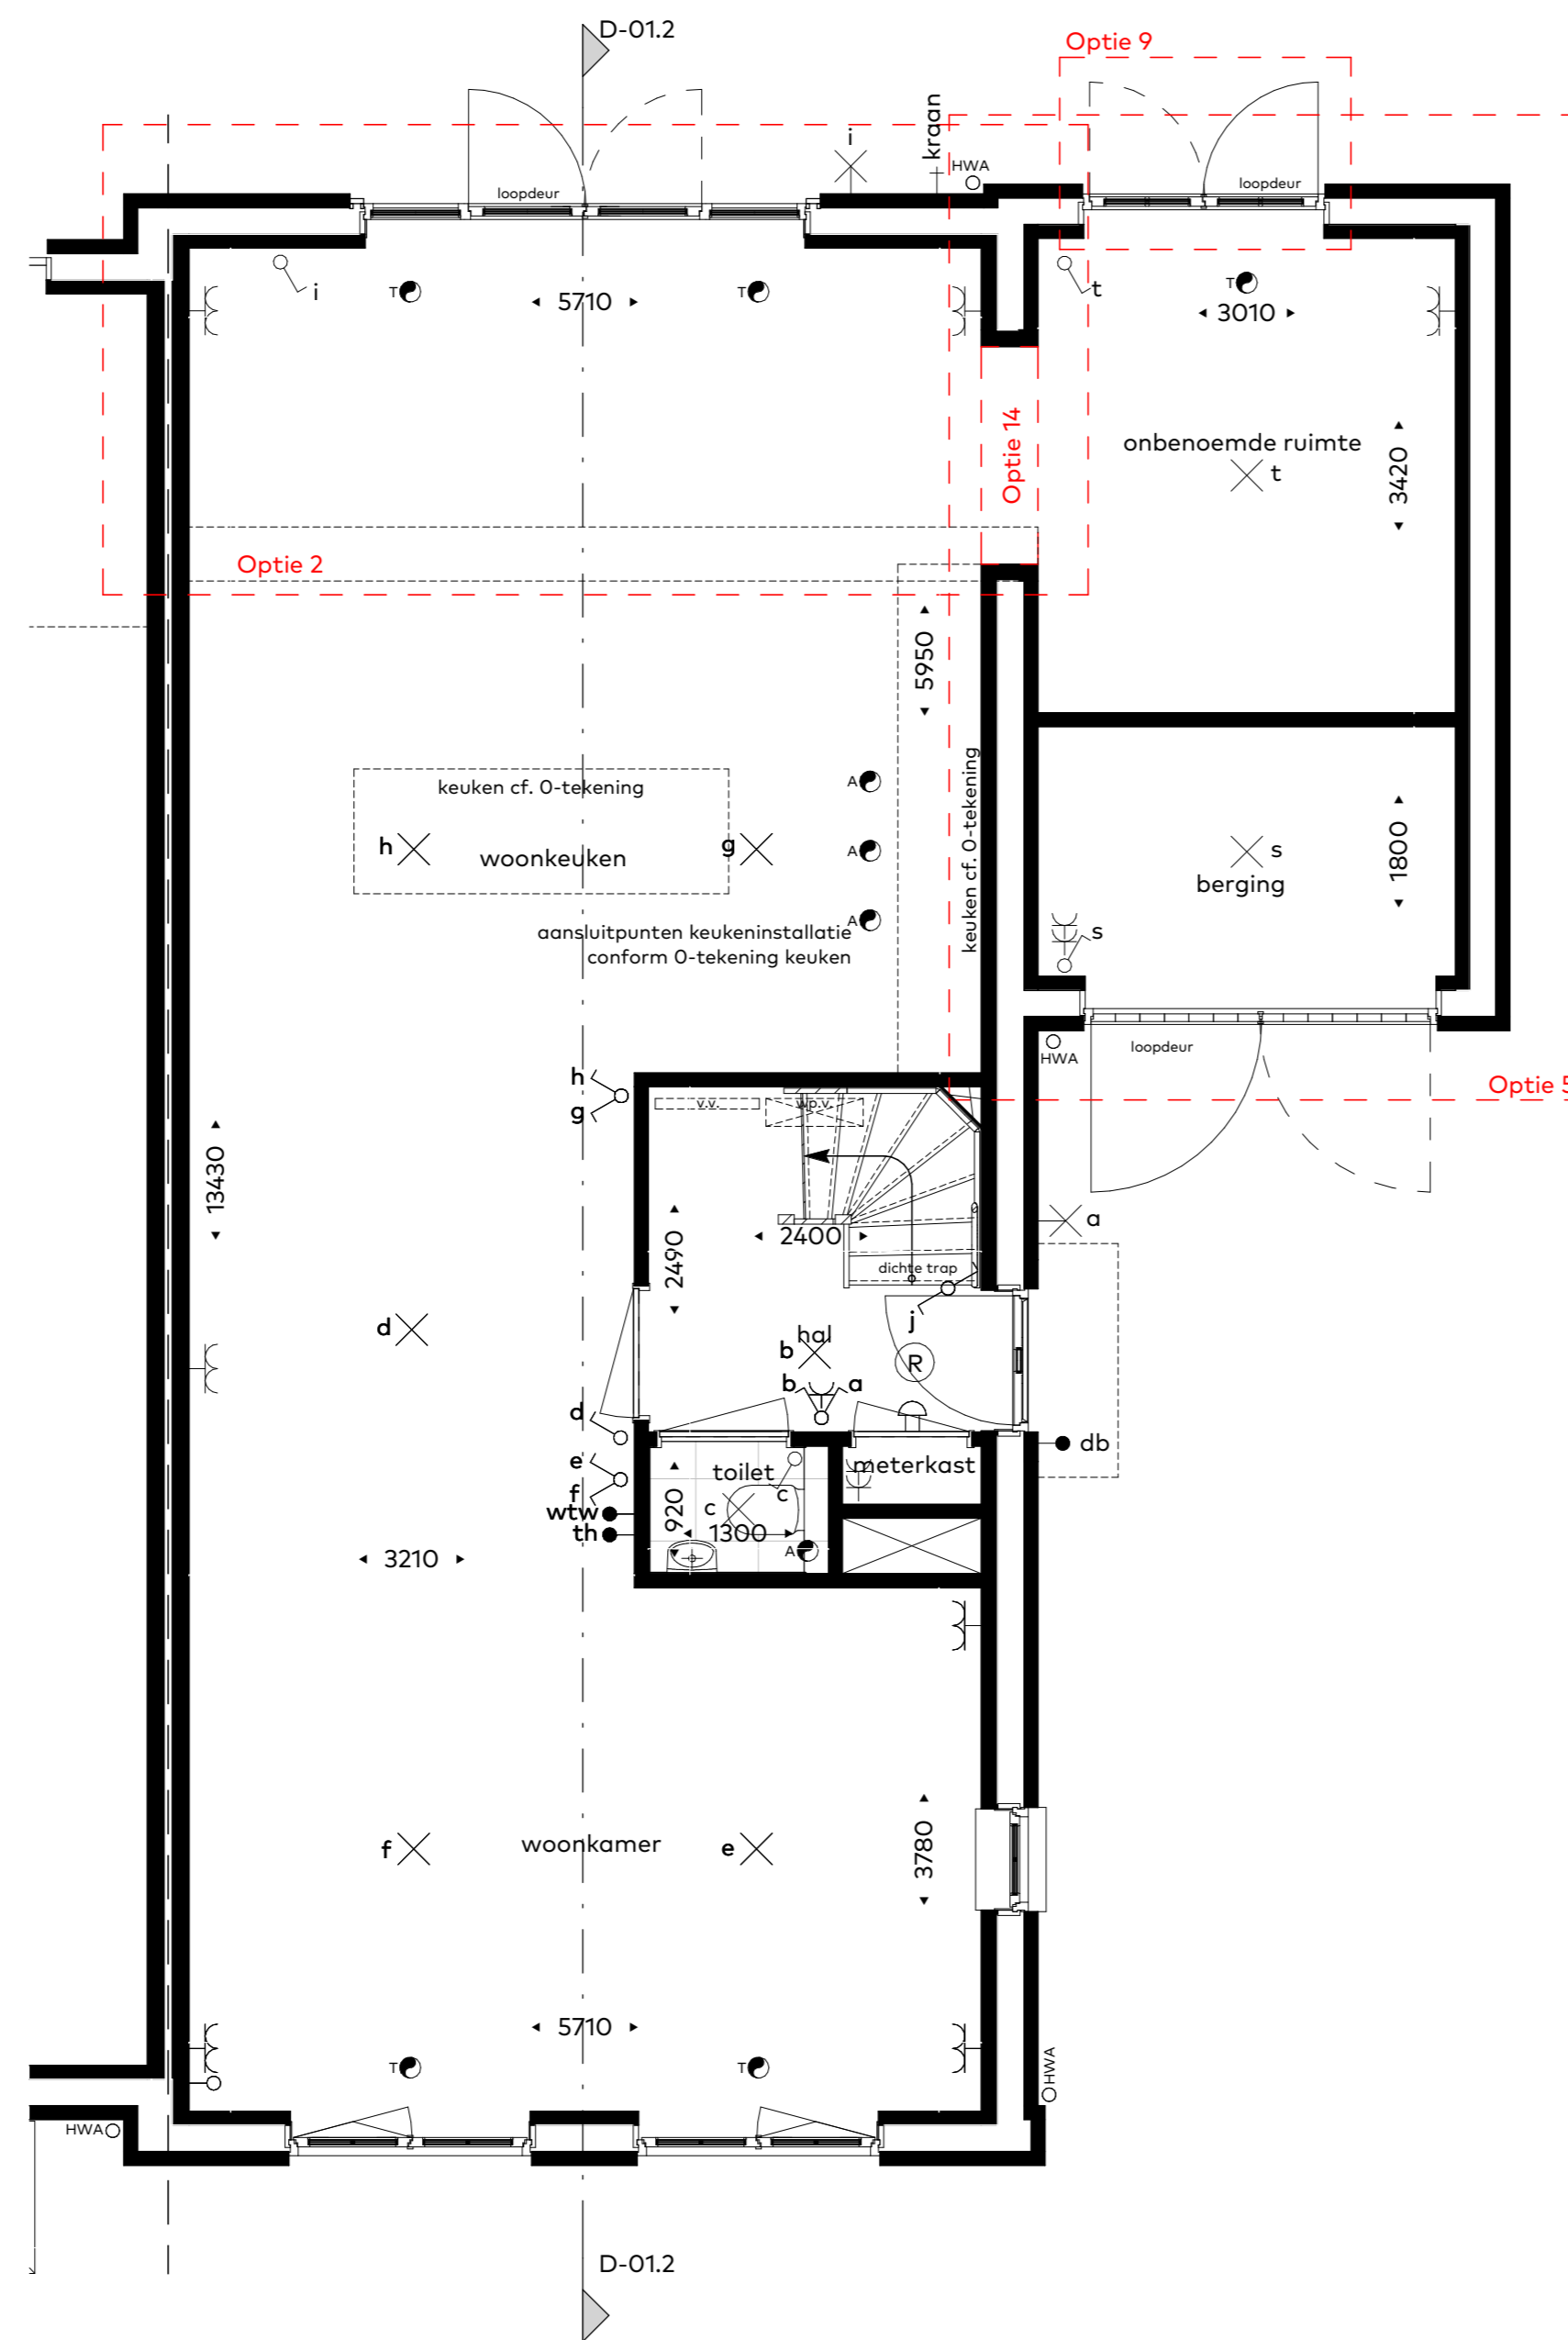 D-01.2
Optie 9
kraan
i
HWA
loopdeur
loopdeur
i
T
T
5710
t
T
3010
Optie 14
onbenoemde ruimte
t
3420
Optie 2
5950
keuken cf. 0-tekening
A
keuken cf. 0-tekening
h
woonkeuken
g
A
s
berging
1800
aansluitpunten keukeninstallatie
A
conform 0-tekening keuken
s
HWA
loopdeur
Optie 5
h
g
v.v.
wp.v.
13430
2490
2400
a
dichte trap
j
d
hal
b
R
b
a
d
db
e
f
toilet
meterkast
c
c
920
1300
wtw
th
A
3210
f
woonkamer
e
3780
5710
T
T
HWA
HWA
D-01.2